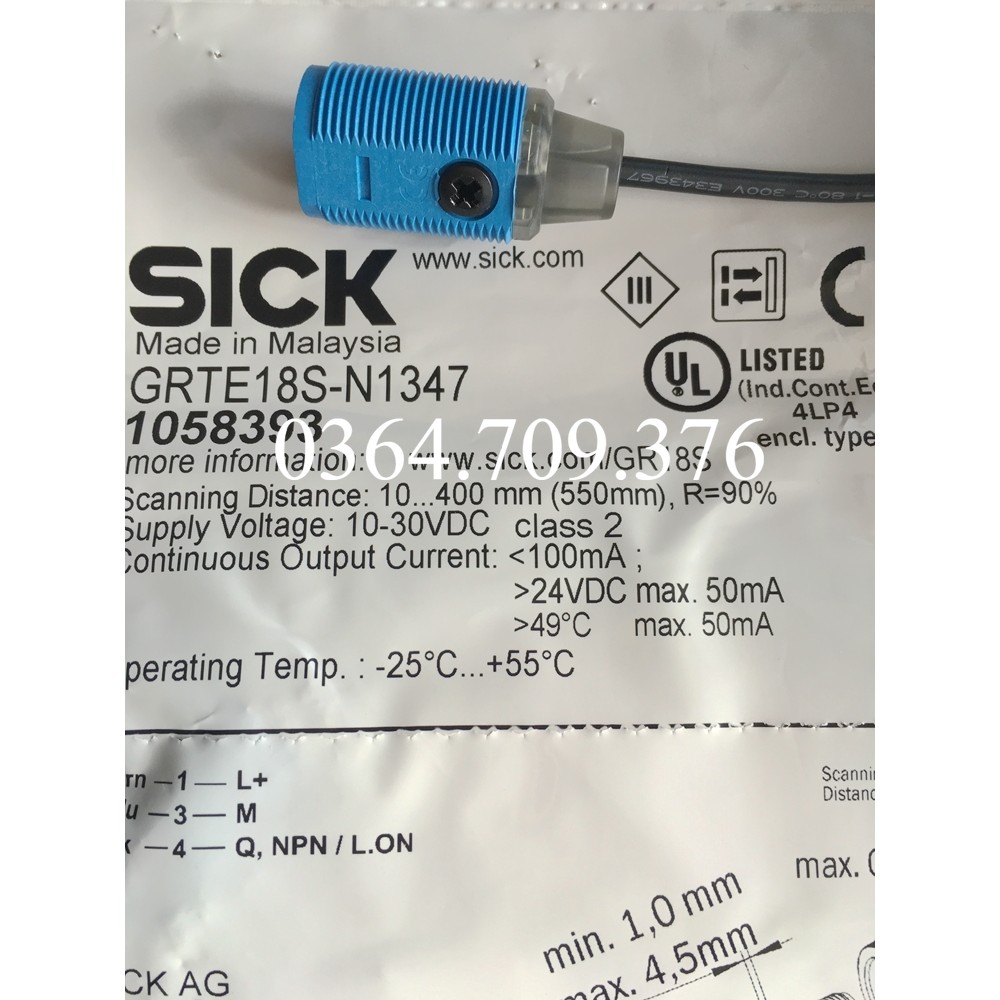 E343967 -1 80°C 300V
SICK www.sick.com
III
Made in Malaysia
GRTE18S-N1347
1058393
UL LISTED
(Ind.Cont.E
4LP4
encl. type
0364.709.376
more information: www.sick.com/GR18S
Scanning Distance: 10...400 mm (550mm), R=90%
Supply Voltage: 10-30VDC class 2
Continuous Output Current: <100mA ;
>24VDC max. 50mA
>49°C max. 50mA
perating Temp. : -25°C...+55°C
rn -1- L+
u -3- M
-4- Q, NPN / L.ON
Scanni
Distanc
max.
min. 1,0 mm
max. 4,5mm
CK AG